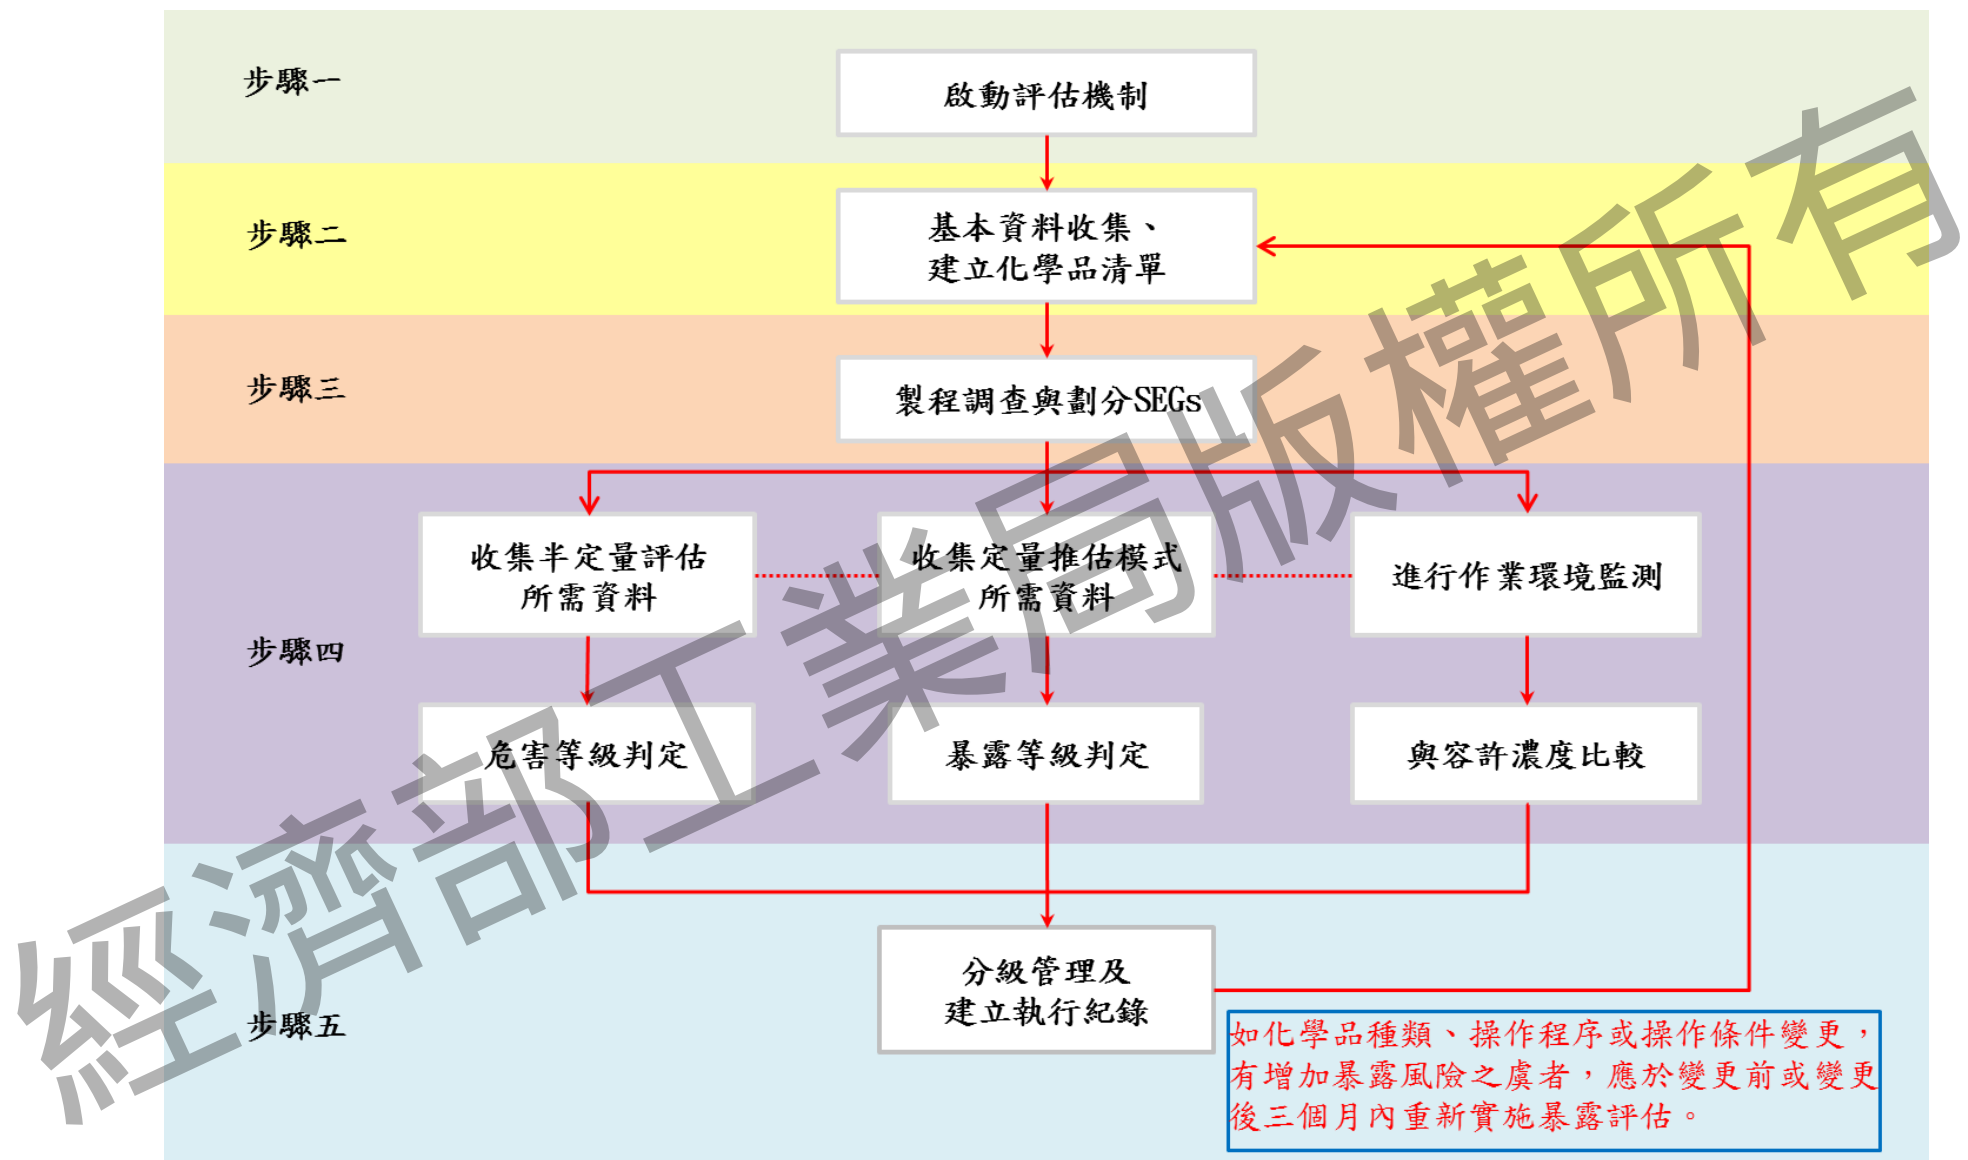 步驟一
啟動評估機制
步驟二
基本資料收集、
建立化學品清單
步驟三
製程調查與劃分SEGs
步驟四
收集半定量評估
所需資料
收集定量推估模式
所需資料
進行作業環境監測
危害等級判定
暴露等級判定
與容許濃度比較
步驟五
分級管理及
建立執行紀錄
如化學品種類、操作程序或操作條件變更，
有增加暴露風險之虞者，應於變更前或變更
後三個月內重新實施暴露評估。
經濟部工業局版權所有